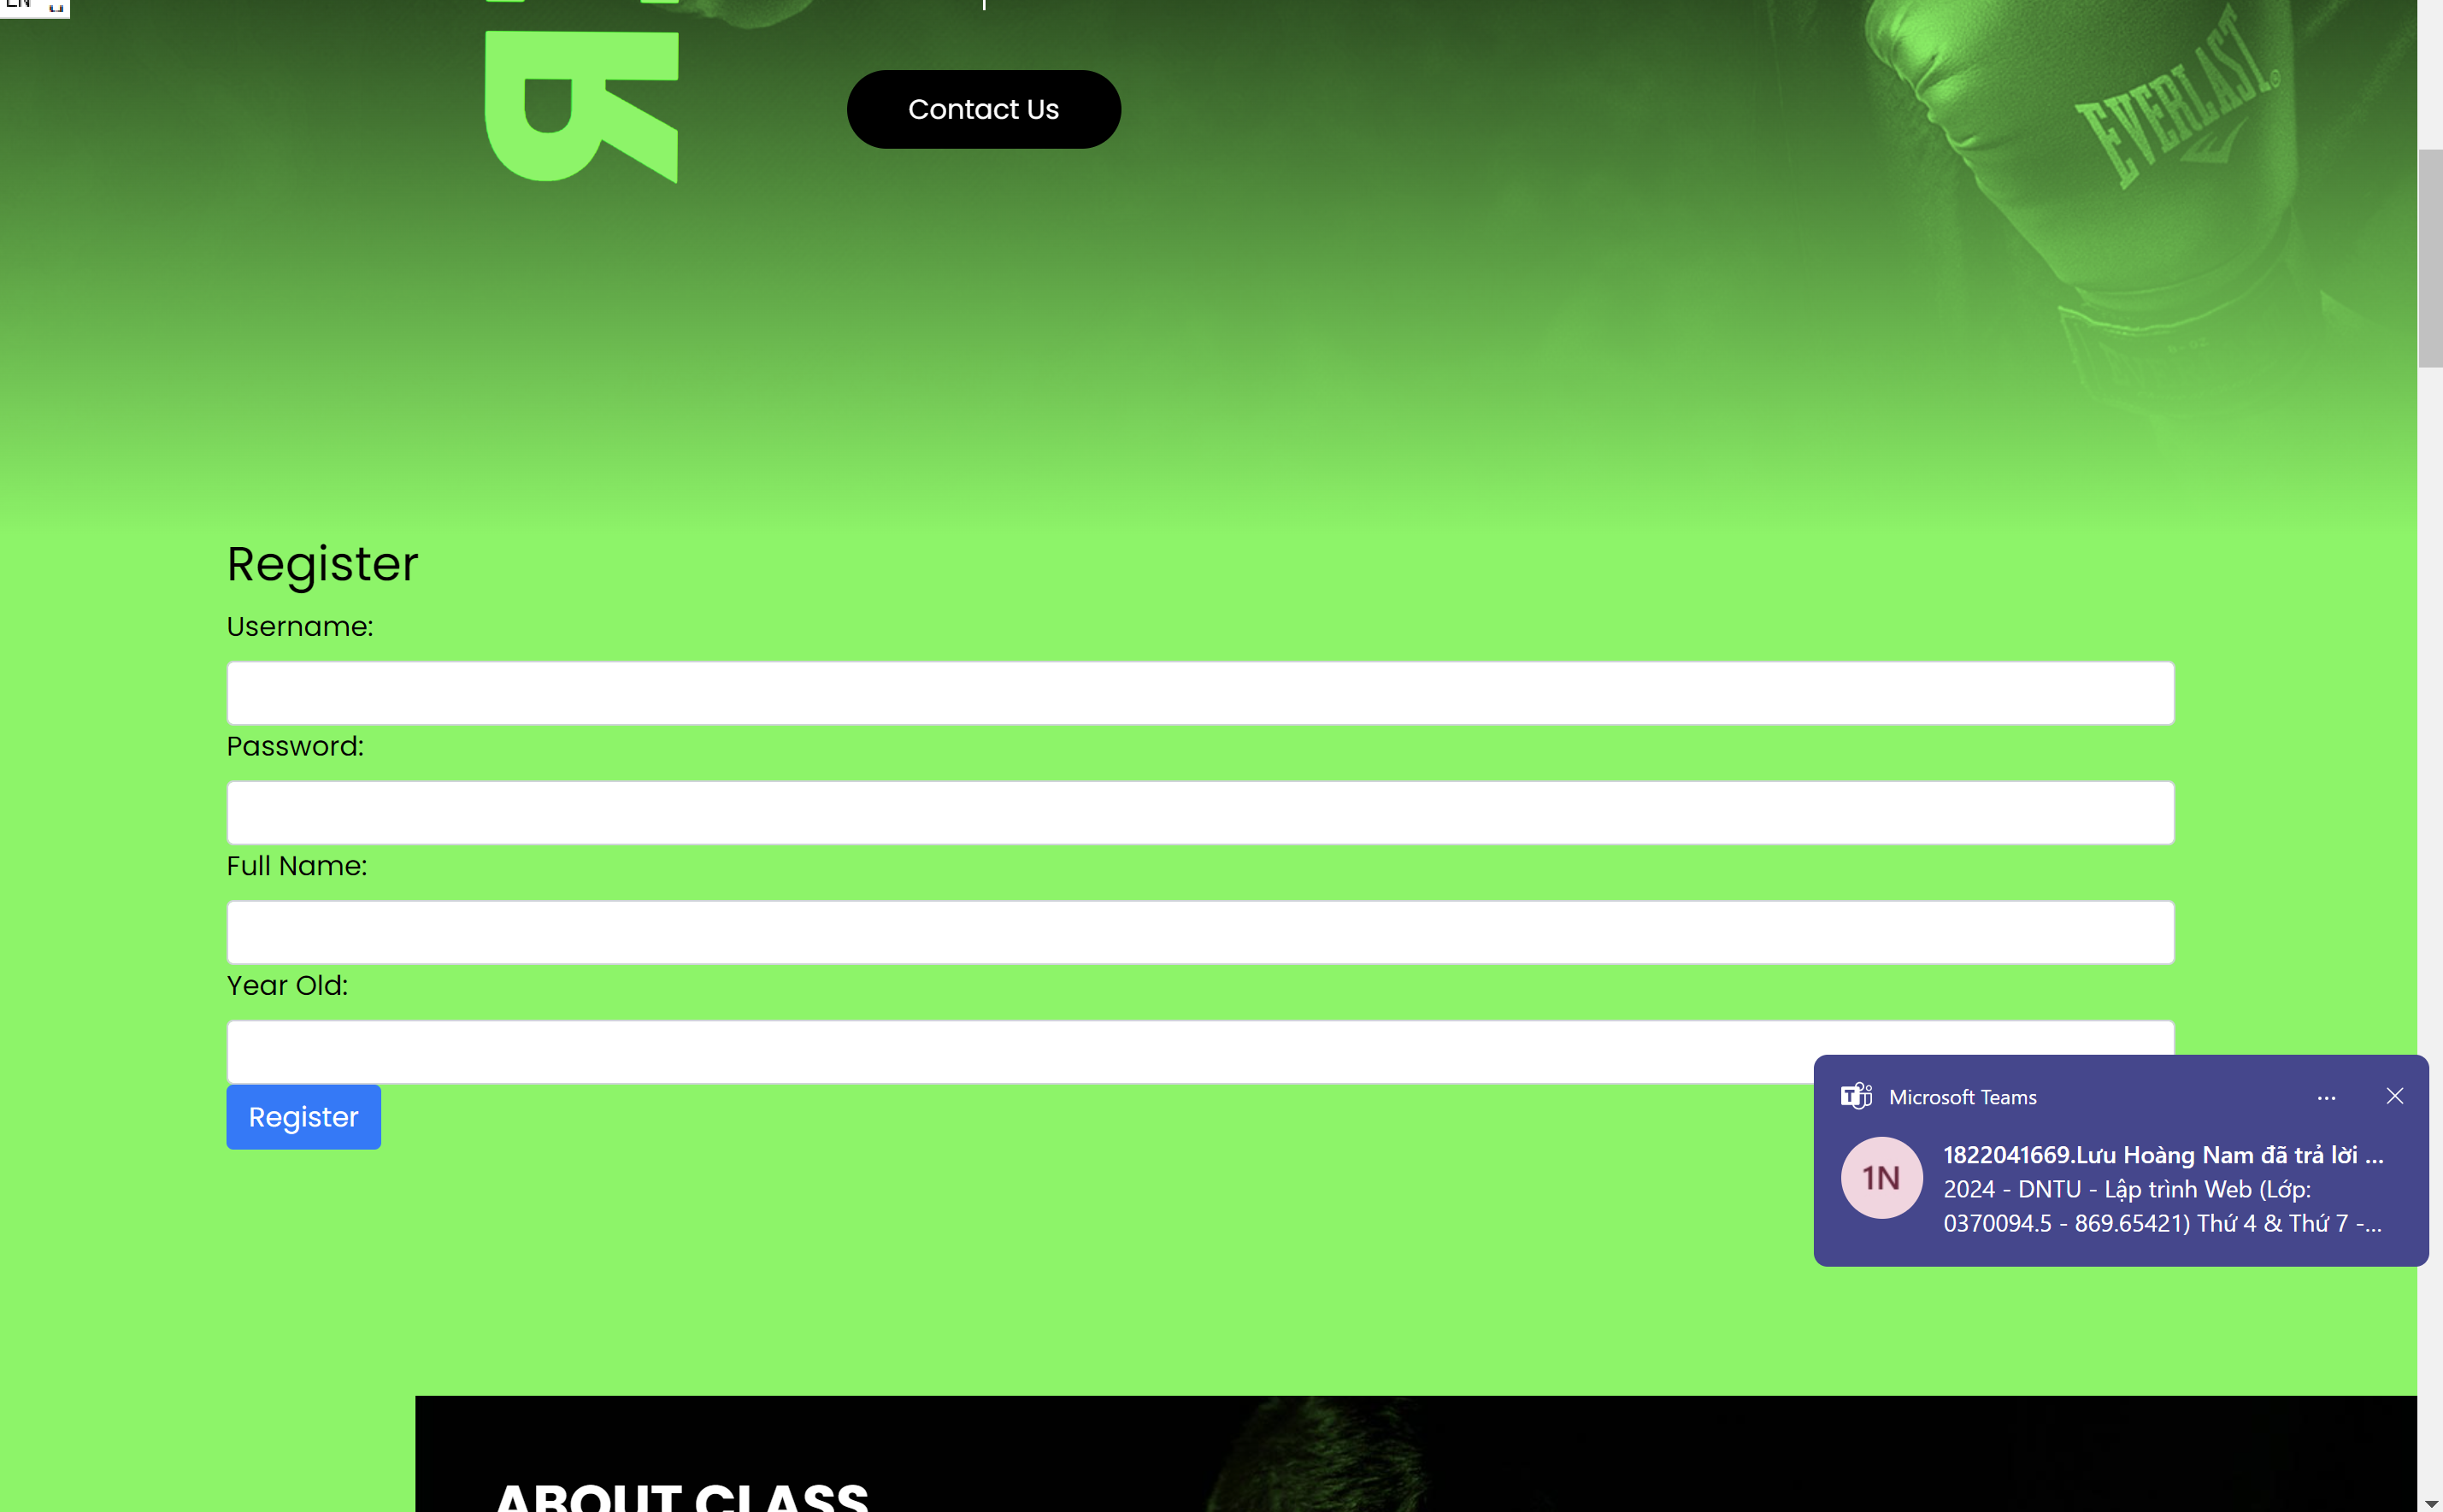 EN
R
EVERLAST®
Contact Us
Register
Username:
Password:
Full Name:
Year Old:
Register
Microsoft Teams
1N
1822041669.Lưu Hoàng Nam đã trả lời ...
2024 - DNTU - Lập trình Web (Lớp:
0370094.5 - 869.65421) Thứ 4 & Thứ 7 -...
ABOUT CLASS